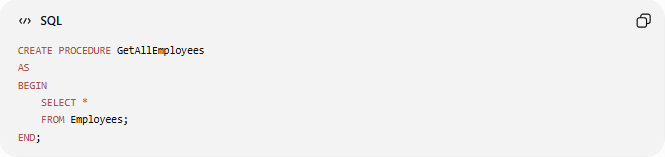 SQL
CREATE PROCEDURE GetAllEmployees
AS
BEGIN
    SELECT *
    FROM Employees;
END;